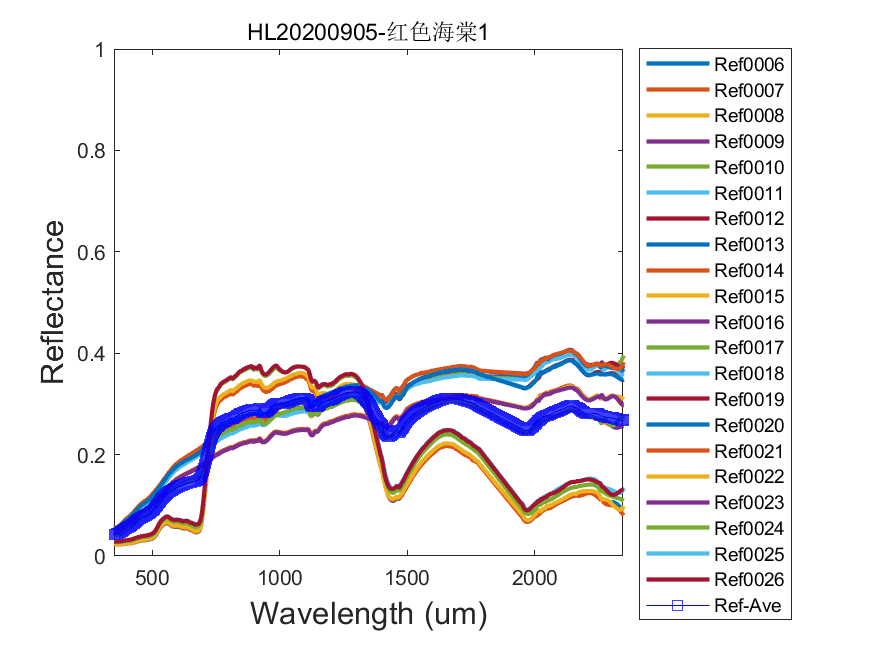 HL20200905-红色海棠1
1
0.8
0.6
0.4
0.2
0
Reflectance
500
1000
1500
2000
Wavelength (um)
Ref0006
Ref0007
Ref0008
Ref0009
Ref0010
Ref0011
Ref0012
Ref0013
Ref0014
Ref0015
Ref0016
Ref0017
Ref0018
Ref0019
Ref0020
Ref0021
Ref0022
Ref0023
Ref0024
Ref0025
Ref0026
Ref-Ave